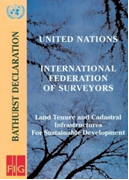 BATHURST DECLARATION
UNITED NATIONS
INTERNATIONAL
FEDERATION
OF SURVEYORS
Land Tenure and Cadastral
Infrastructures
For Sustainable Development
FIG